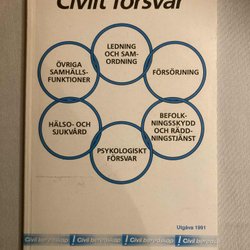 Civilt försvar
LEDNING
OCH SAM-
ORDNING
ÖVRIGA
SAMHÄLLS-
FUNKTIONER
FÖRSÖRJNING
HÄLSO- OCH
SJUKVÅRD
BEFOLK-
NINGSSKYDD
OCH RÄDD-
NINGSTJÄNST
PSYKOLOGISKT
FÖRSVAR
Utgåva 1991
Civil beredskap ! Civil beredskap ! Civil beredskap